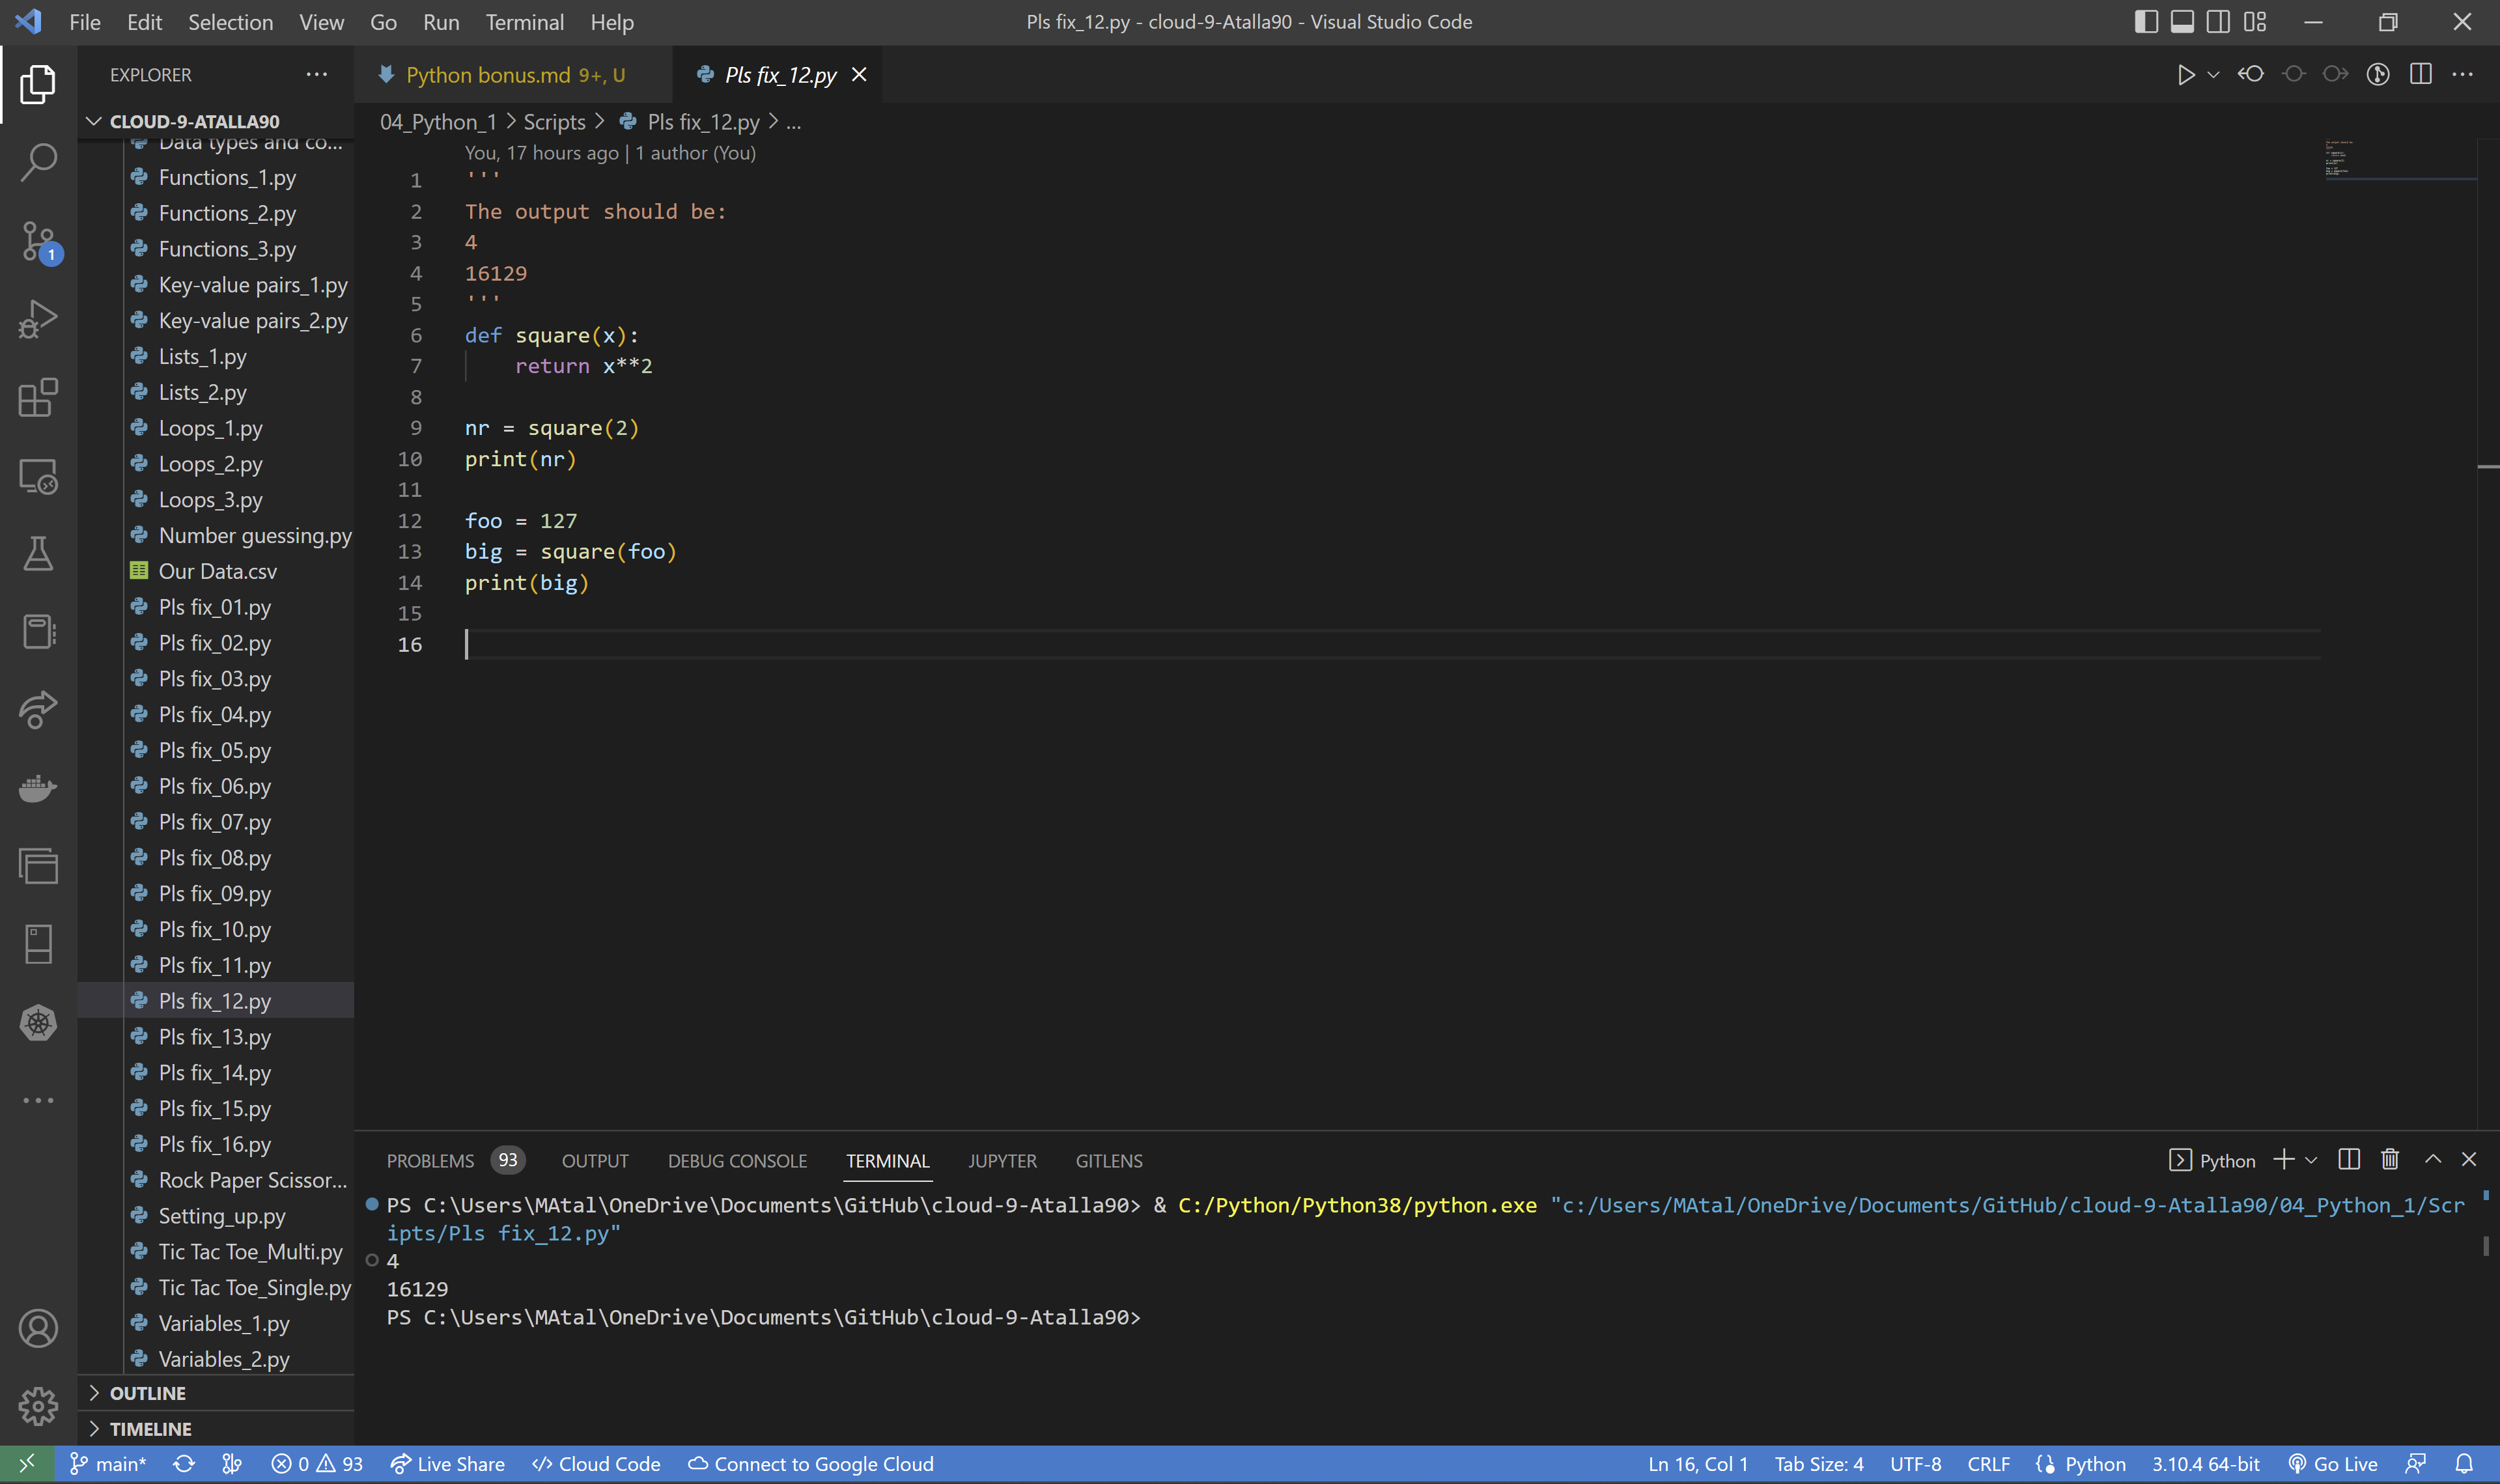 File Edit Selection View Go Run Terminal Help
Pls fix_12.py - cloud-9-Atalla90 - Visual Studio Code
EXPLORER
Python bonus.md 9+, U
Pls fix_12.py
CLOUD-9-ATALLA90
Data types and co...
Functions_1.py
Functions_2.py
Functions_3.py
Key-value pairs_1.py
Key-value pairs_2.py
Lists_1.py
Lists_2.py
Loops_1.py
Loops_2.py
Loops_3.py
Number guessing.py
Our Data.csv
Pls fix_01.py
Pls fix_02.py
Pls fix_03.py
Pls fix_04.py
Pls fix_05.py
Pls fix_06.py
Pls fix_07.py
Pls fix_08.py
Pls fix_09.py
Pls fix_10.py
Pls fix_11.py
Pls fix_12.py
Pls fix_13.py
Pls fix_14.py
Pls fix_15.py
Pls fix_16.py
Rock Paper Scissor...
Setting_up.py
Tic Tac Toe_Multi.py
Tic Tac Toe_Single.py
Variables_1.py
Variables_2.py
OUTLINE
TIMELINE
1
04_Python_1 > Scripts > Pls fix_12.py > ...
You, 17 hours ago | 1 author (You)
1 '''
2 The output should be:
3 4
4 16129
5 '''
6 def square(x):
7     return x**2
8
9 nr = square(2)
10 print(nr)
11
12 foo = 127
13 big = square(foo)
14 print(big)
15
16
PROBLEMS 93 OUTPUT DEBUG CONSOLE TERMINAL JUPYTER GITLENS
Python
PS C:\Users\MAtal\OneDrive\Documents\GitHub\cloud-9-Atalla90> & C:/Python/Python38/python.exe "c:/Users/MAtal/OneDrive/Documents/GitHub/cloud-9-Atalla90/04_Python_1/Scr
ipts/Pls fix_12.py"
4
16129
PS C:\Users\MAtal\OneDrive\Documents\GitHub\cloud-9-Atalla90>
main* 0 93 Live Share Cloud Code Connect to Google Cloud
Ln 16, Col 1 Tab Size: 4 UTF-8 CRLF Python 3.10.4 64-bit Go Live